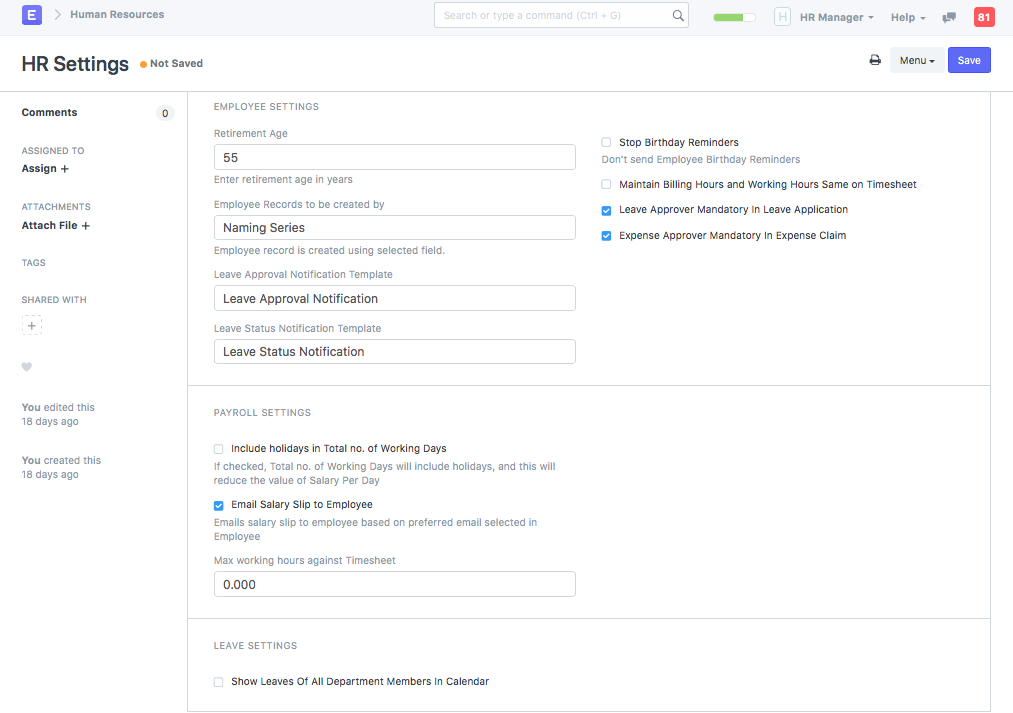 E
Human Resources
Search or type a command (Ctrl + G)
H
HR Manager
Help
81
HR Settings
Not Saved
Menu
Save
Comments
0
ASSIGNED TO
Assign +
ATTACHMENTS
Attach File +
TAGS
SHARED WITH
+
You edited this
18 days ago
You created this
18 days ago
EMPLOYEE SETTINGS
Retirement Age
55
Enter retirement age in years
Employee Records to be created by
Naming Series
Employee record is created using selected field.
Leave Approval Notification Template
Leave Approval Notification
Leave Status Notification Template
Leave Status Notification
Stop Birthday Reminders
Don't send Employee Birthday Reminders
Maintain Billing Hours and Working Hours Same on Timesheet
Leave Approver Mandatory In Leave Application
Expense Approver Mandatory In Expense Claim
PAYROLL SETTINGS
Include holidays in Total no. of Working Days
If checked, Total no. of Working Days will include holidays, and this will
reduce the value of Salary Per Day
Email Salary Slip to Employee
Emails salary slip to employee based on preferred email selected in
Employee
Max working hours against Timesheet
0.000
LEAVE SETTINGS
Show Leaves Of All Department Members In Calendar